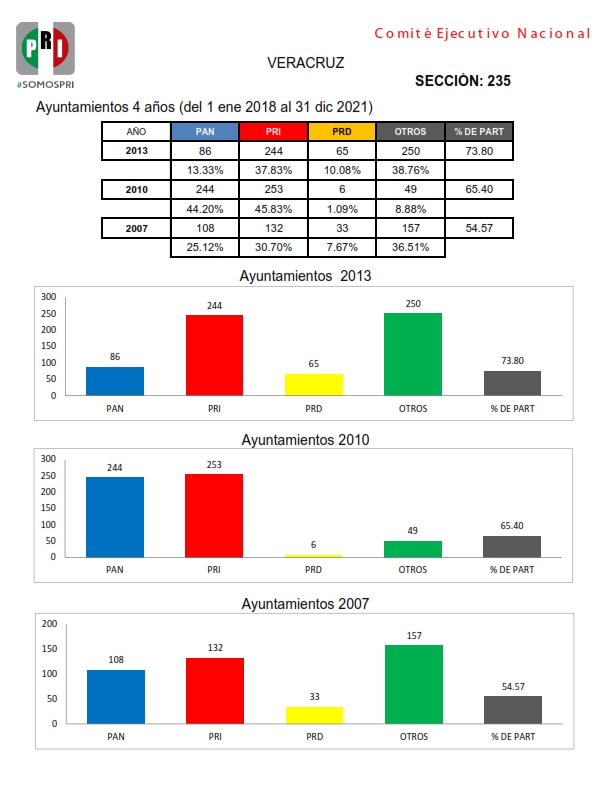 Comité Ejecutivo Nacional
PRI
#SOMOSPRI
VERACRUZ
SECCIÓN: 235
Ayuntamientos 4 años (del 1 ene 2018 al 31 dic 2021)
AÑO PAN PRI PRD OTROS % DE PART
2013 86 244 65 250 73.80
13.33% 37.83% 10.08% 38.76%
2010 244 253 6 49 65.40
44.20% 45.83% 1.09% 8.88%
2007 108 132 33 157 54.57
25.12% 30.70% 7.67% 36.51%
Ayuntamientos 2013
300
250
200
150
100
50
0
86 244 65 250 73.80
PAN PRI PRD OTROS % DE PART
Ayuntamientos 2010
300
250
200
150
100
50
0
244 253 6 49 65.40
PAN PRI PRD OTROS % DE PART
Ayuntamientos 2007
200
150
100
50
0
108 132 33 157 54.57
PAN PRI PRD OTROS % DE PART